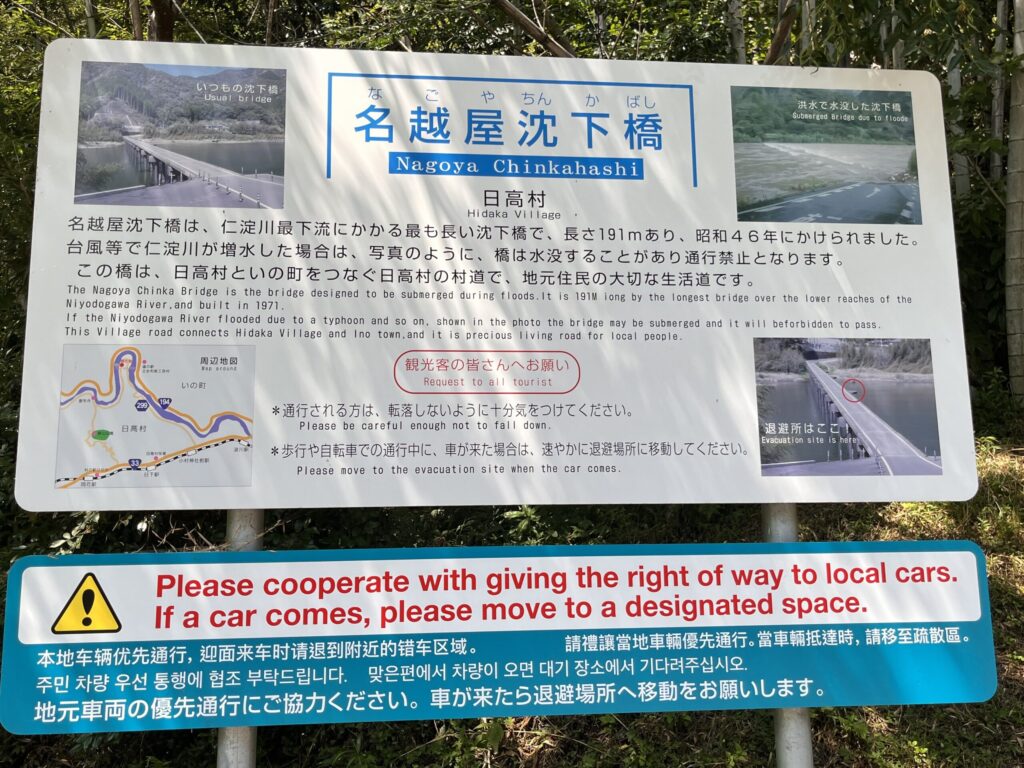 いつもの沈下橋
Usual bridge
なごやちんかばし
名越屋沈下橋
Nagoya Chinkahashi
洪水で水没した沈下橋
Submerged Bridge due to floode
日高村
Hidaka Village
名越屋沈下橋は、仁淀川最下流にかかる最も長い沈下橋で、長さ191mあり、昭和46年にかけられました。
台風等で仁淀川が増水した場合は、写真のように、橋は水没することがあり通行禁止となります。
この橋は、日高村といの町をつなぐ日高村の村道で、地元住民の大切な生活道です。
The Nagoya Chinka Bridge is the bridge designed to be submerged during floods.It is 191M iong by the longest bridge over the lower reaches of the
Niyodogawa River,and built in 1971.
If the Niyodogawa River flooded due to a typhoon and so on, shown in the photo the bridge may be submerged and it will beforbidden to pass.
This Village road connects Hidaka Village and Ino town,and it is precious living road for local people.
周辺地図
Map around
いの町
299
194
日高村
33
小村神社前駅
日下駅
岡花駅
波川駅
観光客の皆さんへお願い
Request to all tourist
*通行される方は、転落しないように十分気をつけてください。
Please be careful enough not to fall down.
*歩行や自転車での通行中に、車が来た場合は、速やかに退避場所に移動してください。
Please move to the evacuation site when the car comes.
退避所はここ!
Evacuation site is here
Please cooperate with giving the right of way to local cars.
If a car comes, please move to a designated space.
本地车辆优先通行，迎面来车时请退到附近的错车区域。
請禮讓當地車輛優先通行。當車輛抵達時，請移至疏散區。
주민 차량 우선 통행에 협조 부탁드립니다. 맞은편에서 차량이 오면 대기 장소에서 기다려주십시오.
地元車両の優先通行にご協力ください。車が来たら退避場所へ移動をお願いします。